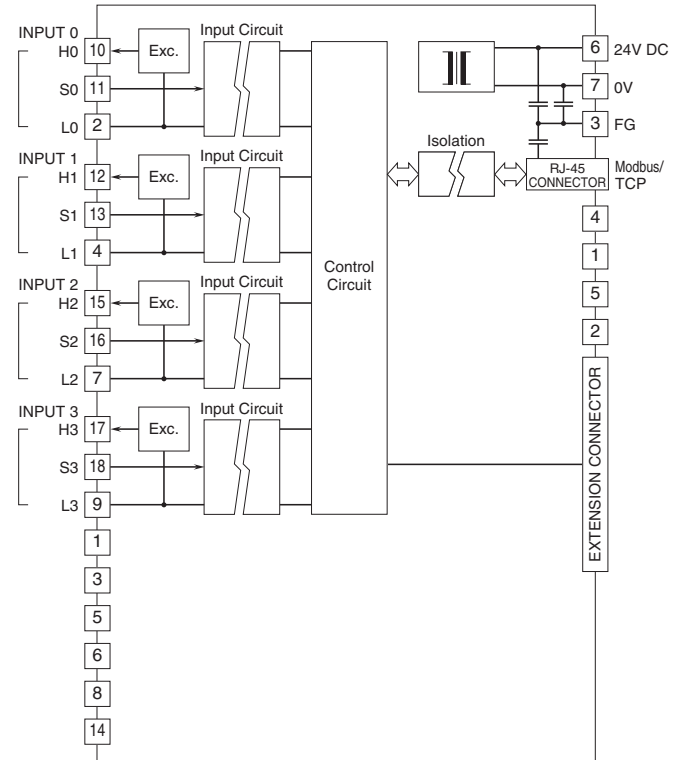 INPUT 0
H0 10 Exc. Input Circuit
S0 11
L0 2
INPUT 1
H1 12 Exc. Input Circuit
S1 13
L1 4
INPUT 2
H2 15 Exc. Input Circuit
S2 16
L2 7
INPUT 3
H3 17 Exc. Input Circuit
S3 18
L3 9
1
3
5
6
8
14
Control
Circuit
6 24V DC
7 0V
3 FG
Isolation
RJ-45
CONNECTOR
Modbus/
TCP
4
1
5
2
EXTENSION CONNECTOR